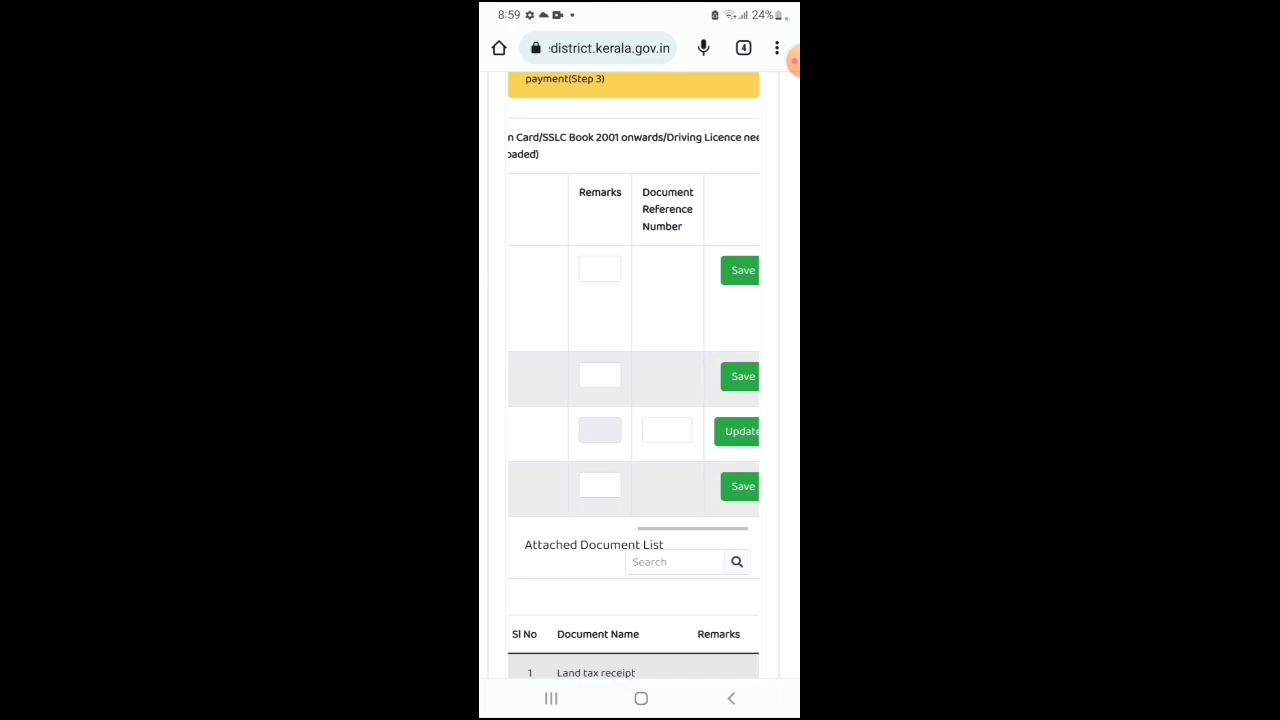 8:59
24%
edistrict.kerala.gov.in
4
payment(Step 3)
n Card/SSLC Book 2001 onwards/Driving Licence nee
oaded)
Remarks
Document
Reference
Number
Save
Save
Update
Save
Attached Document List
Search
Sl No
Document Name
Remarks
1
Land tax receipt